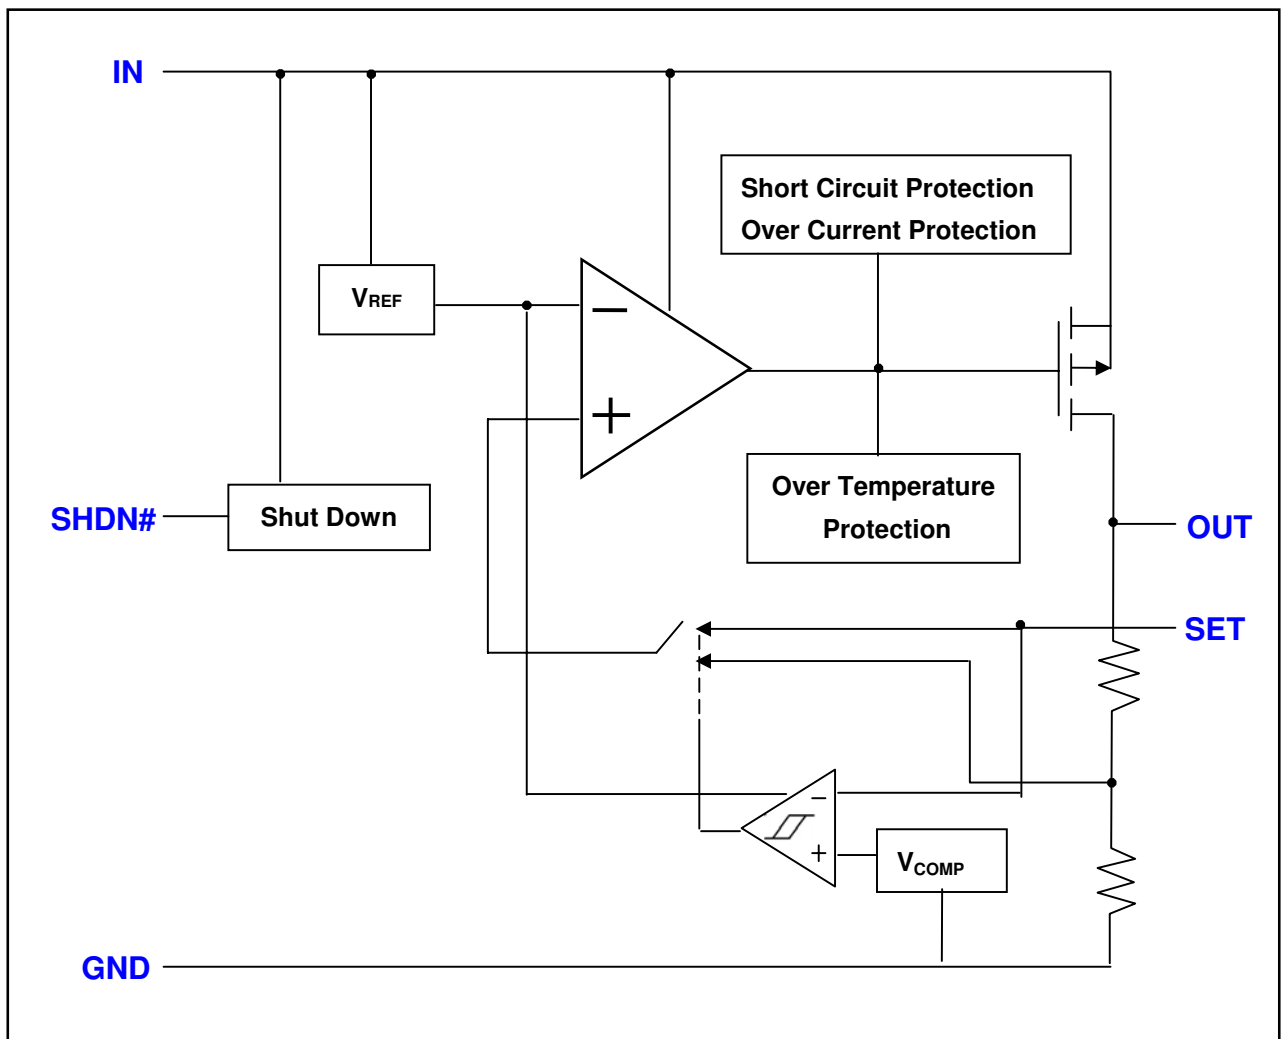 IN
Short Circuit Protection
Over Current Protection
VREF
−
+
Over Temperature
Protection
SHDN#
Shut Down
OUT
SET
−
+
VCOMP
GND